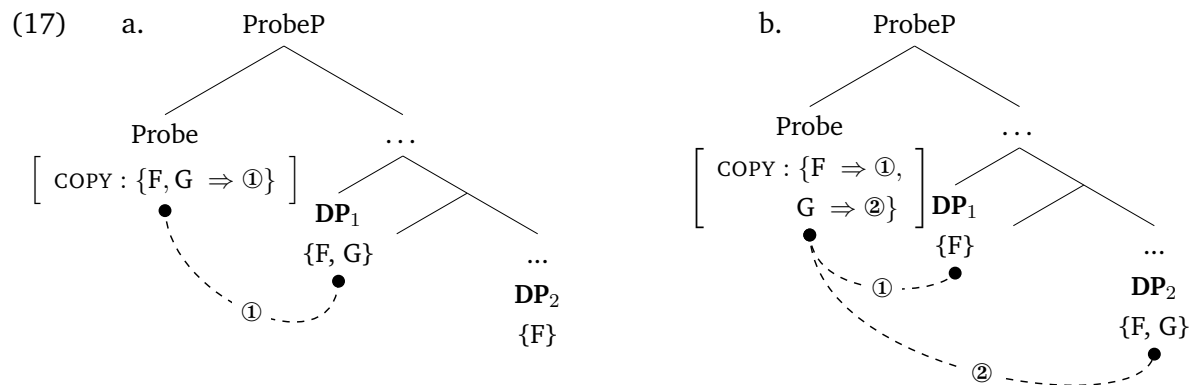 (17) a. ProbeP b. ProbeP
Probe ... Probe ...
[ COPY : {F, G ⇒ ①} ] [ COPY : {F ⇒ ①,
G ⇒ ②} ]
DP₁ DP₁
{F, G} ... {F} ...
DP₂ DP₂
① {F} ① {F, G}
②